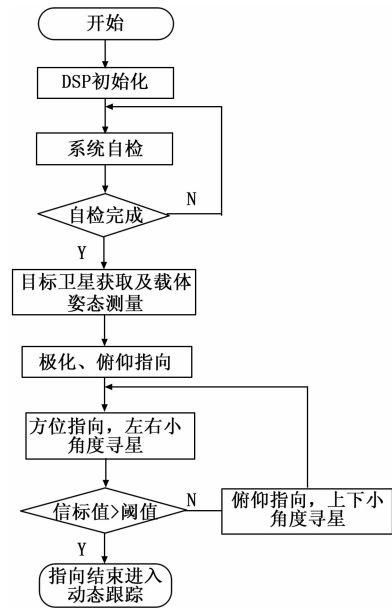 开始
DSP初始化
系统自检
N
自检完成
Y
目标卫星获取及载体
姿态测量
极化、俯仰指向
方位指向，左右小
角度寻星
信标值>阈值
N
俯仰指向，上下小
角度寻星
Y
指向结束进入
动态跟踪